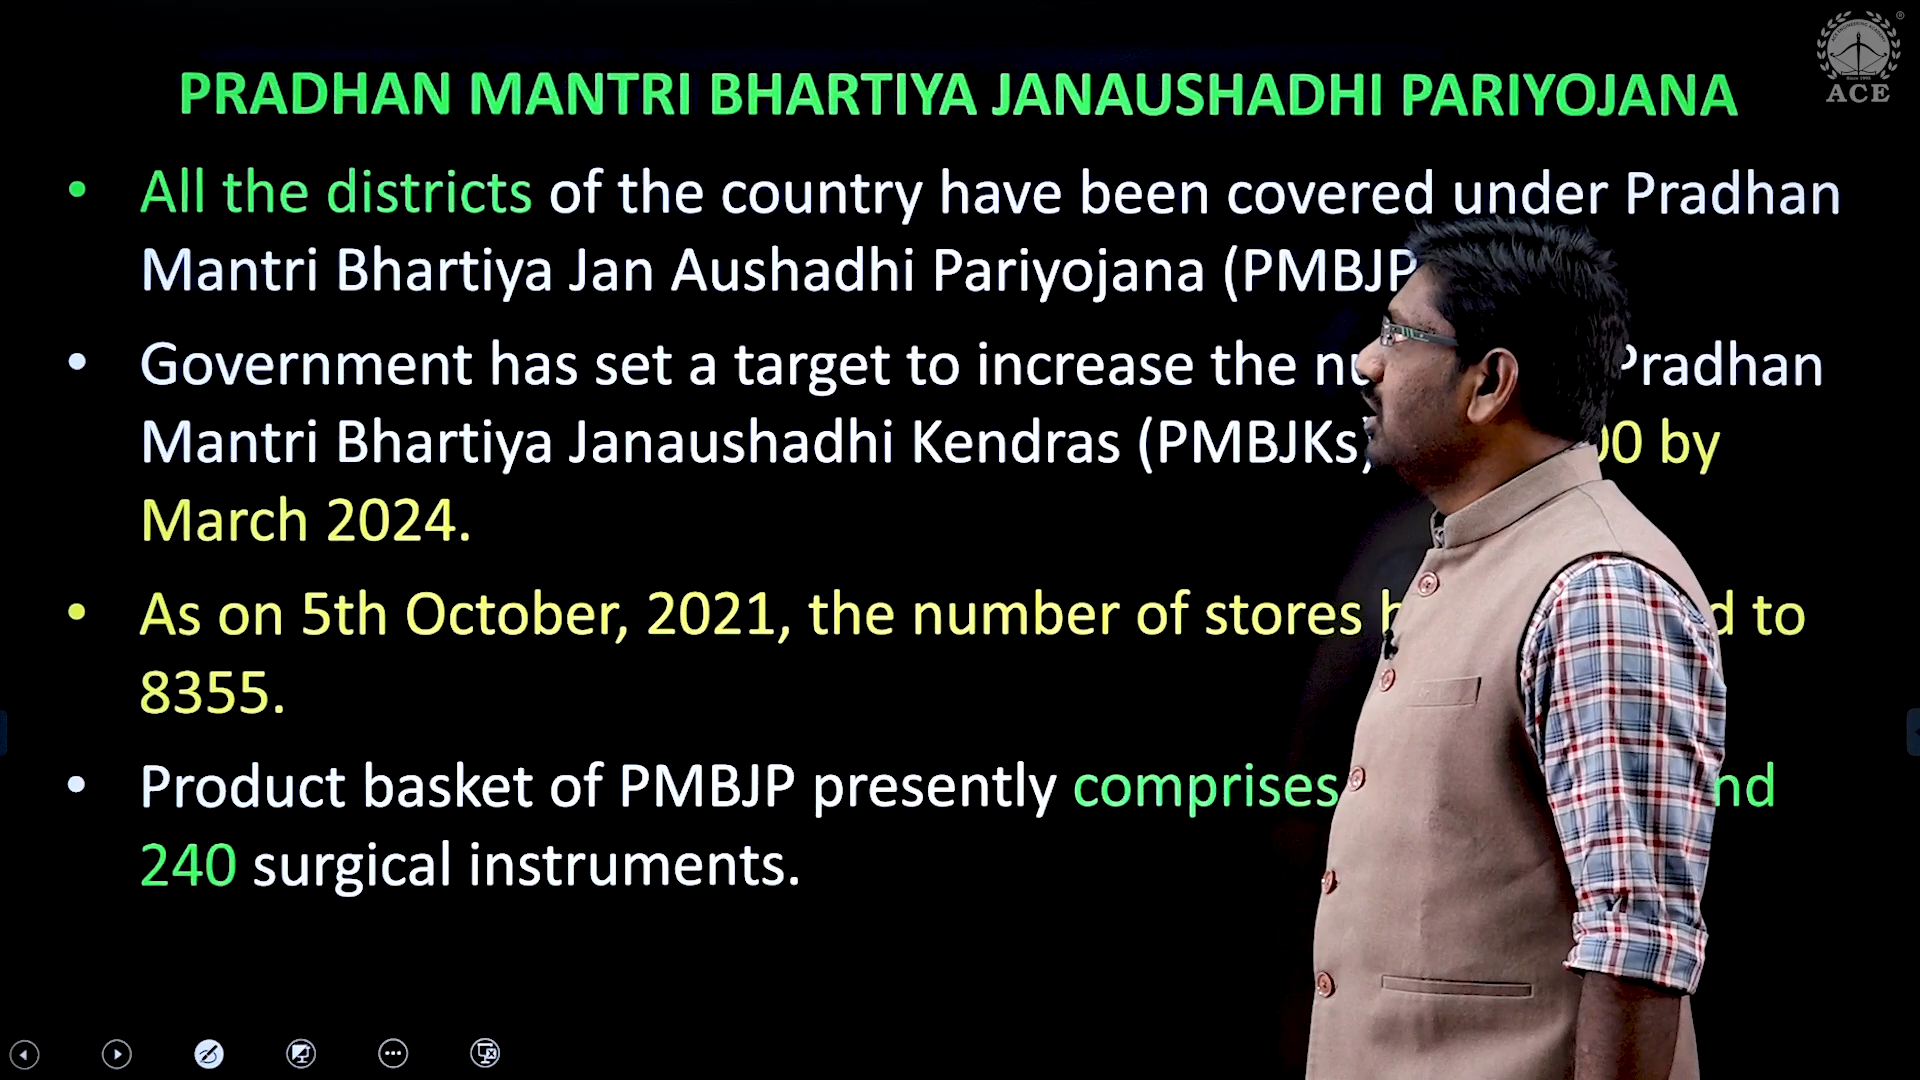 PRADHAN MANTRI BHARTIYA JANAUSHADHI PARIYOJANA
ACE
• All the districts of the country have been covered under Pradhan
Mantri Bhartiya Jan Aushadhi Pariyojana (PMBJP
• Government has set a target to increase the Pradhan
Mantri Bhartiya Janaushadhi Kendras (PMBJKs) by
March 2024.
• As on 5th October, 2021, the number of stores to
8355.
• Product basket of PMBJP presently comprises
240 surgical instruments.